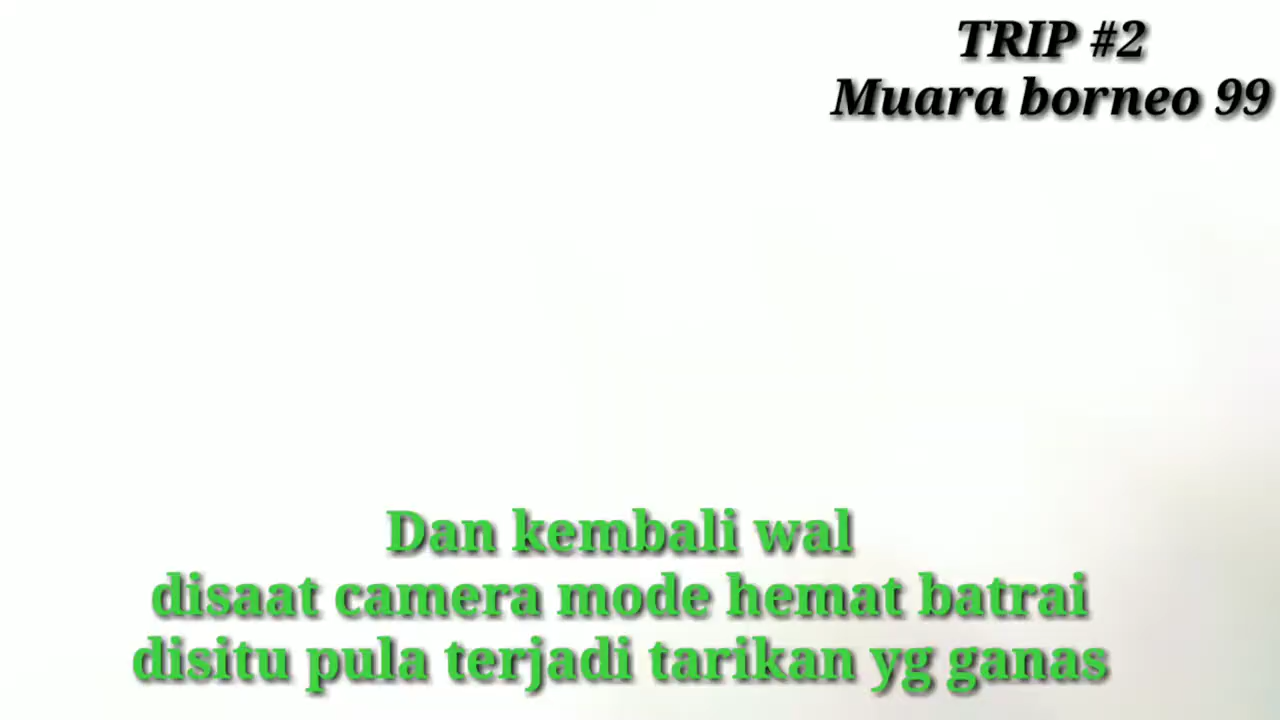 TRIP #2
Muara borneo 99
Dan kembali wal
disaat camera mode hemat batrai
disitu pula terjadi tarikan yg ganas